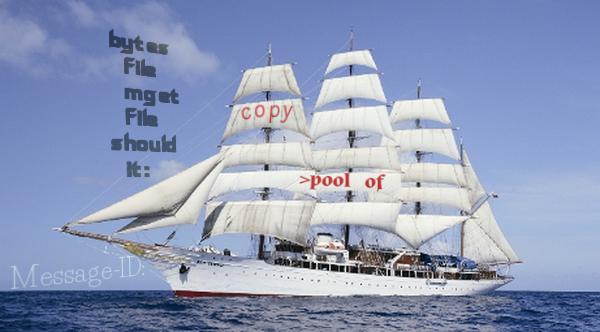 bytes
File
mget
File
should
it:
copy
>pool of
Message-ID: